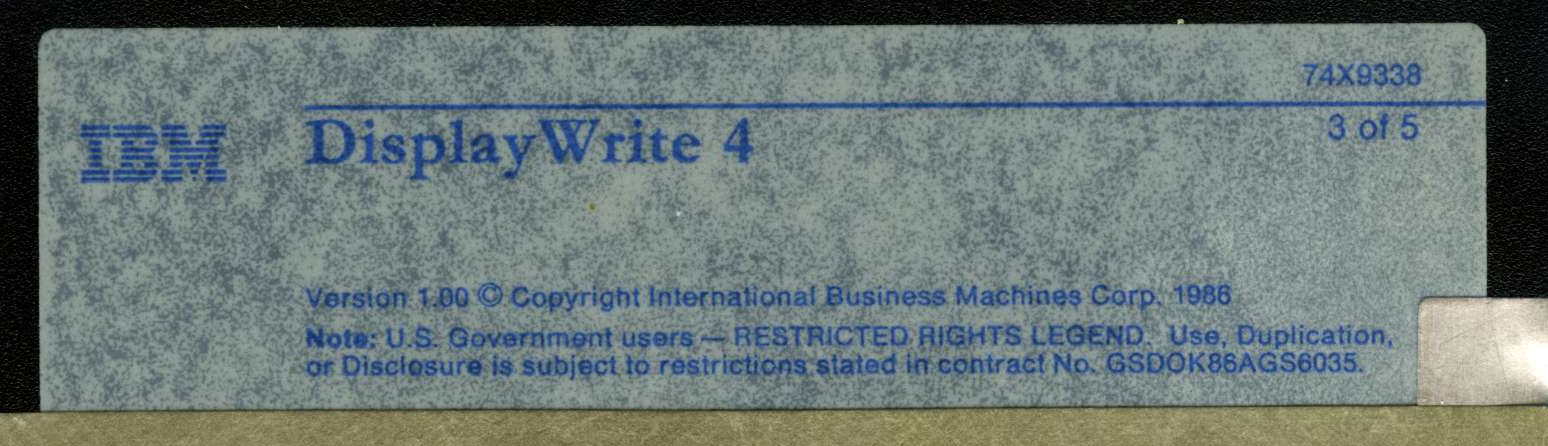 74X9338
IBM
DisplayWrite 4
3 of 5
Version 1.00 © Copyright International Business Machines Corp. 1986
Note: U.S. Government users — RESTRICTED RIGHTS LEGEND. Use, Duplication,
or Disclosure is subject to restrictions stated in contract No. GSDOK86AGS6035.